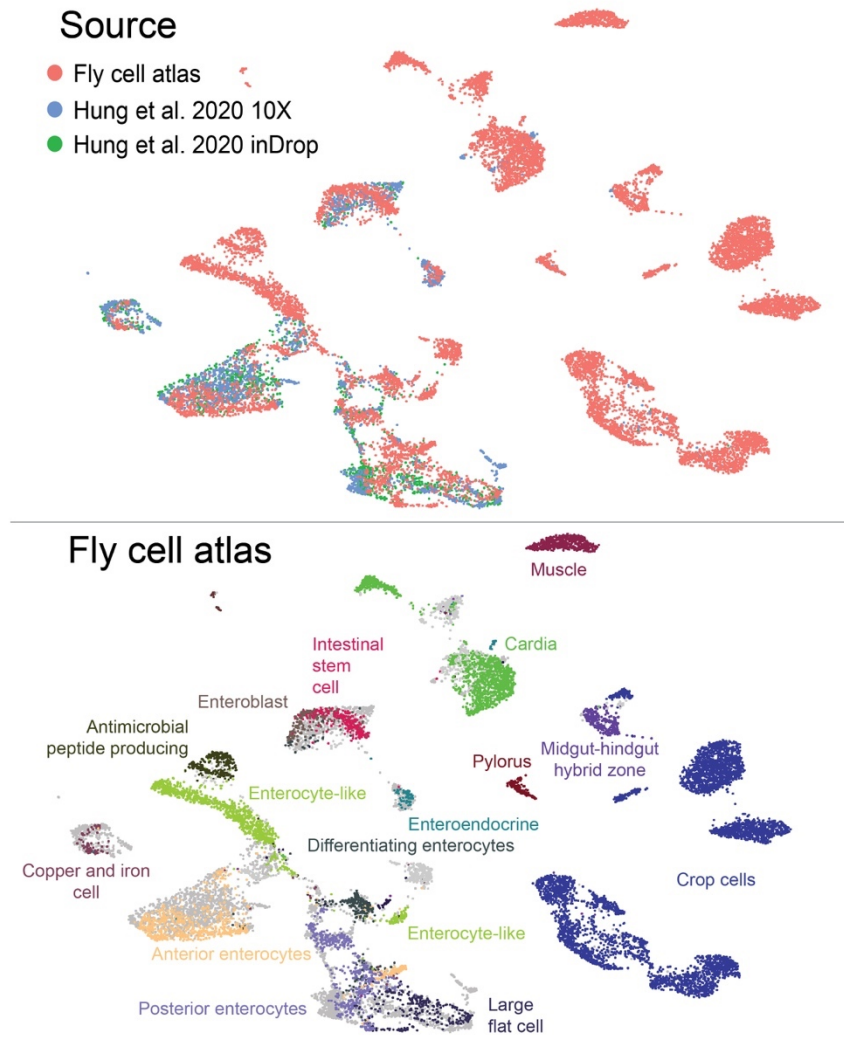 Source
Fly cell atlas
Hung et al. 2020 10X
Hung et al. 2020 inDrop
Fly cell atlas
Muscle
Intestinal
stem
cell
Cardia
Enteroblast
Antimicrobial
peptide producing
Midgut-hindgut
hybrid zone
Pylorus
Enterocyte-like
Enteroendocrine
Differentiating enterocytes
Copper and iron
cell
Crop cells
Enterocyte-like
Anterior enterocytes
Posterior enterocytes
Large
flat cell